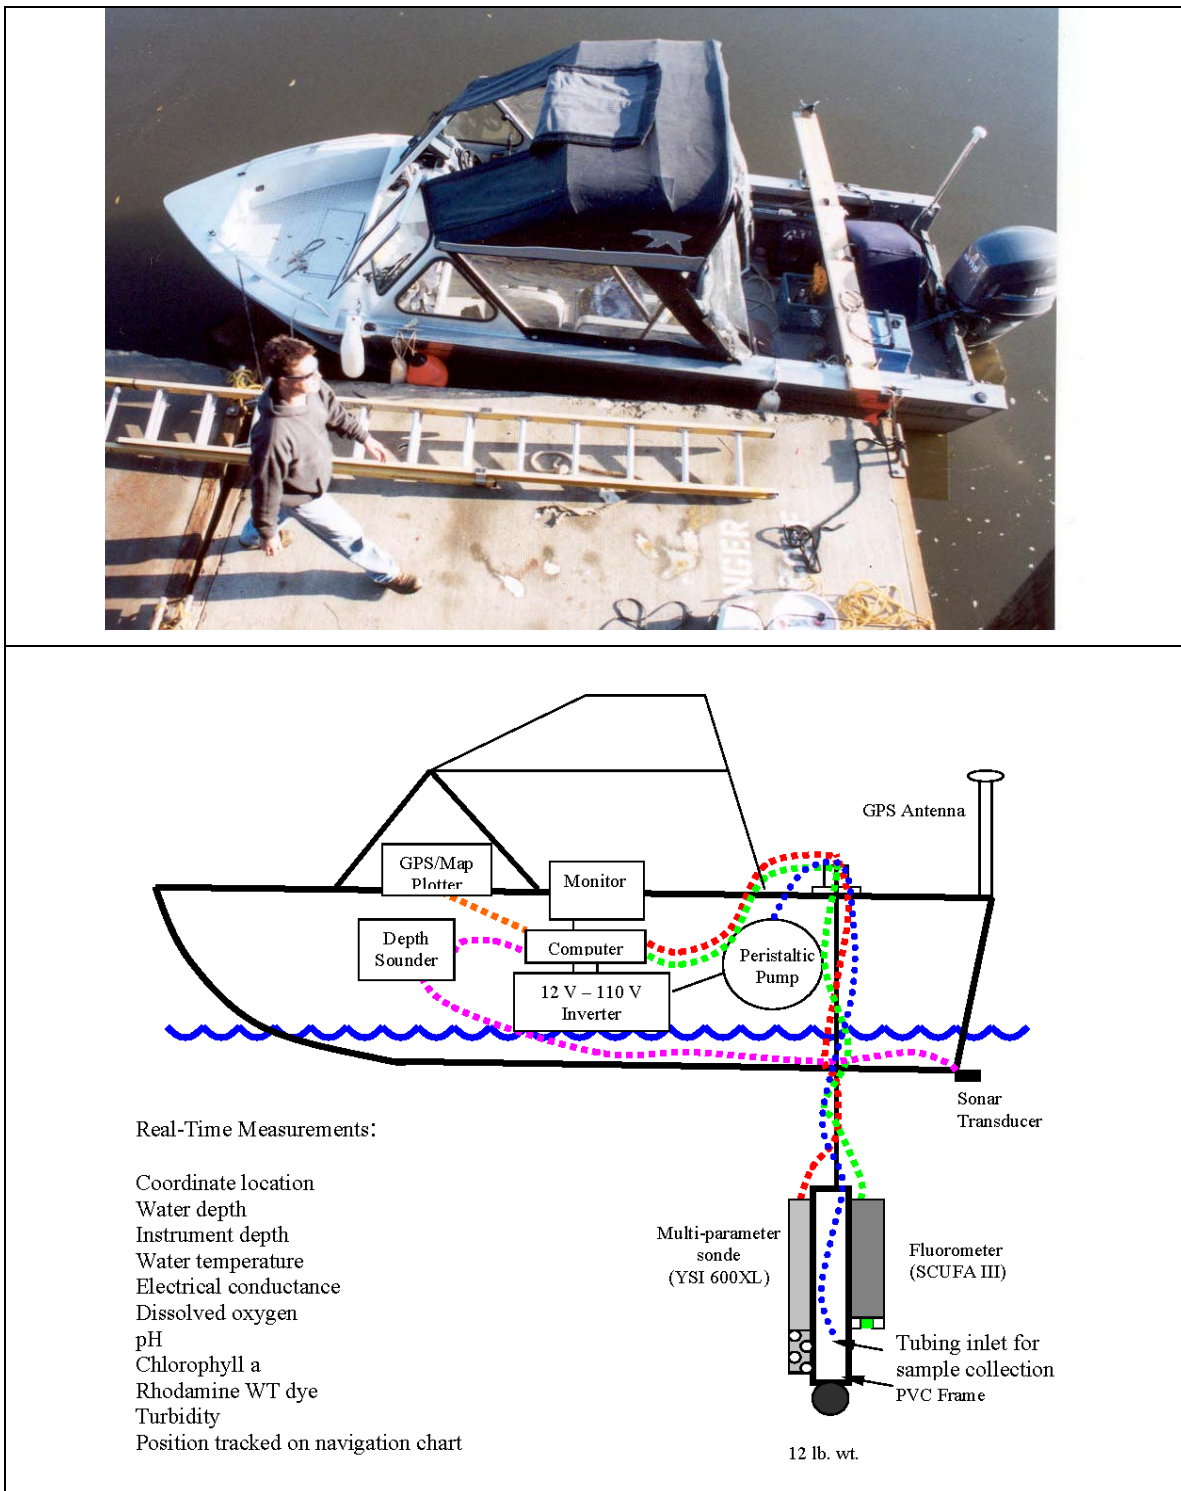 NGER
GPS Antenna
GPS/Map
Plotter
Monitor
Depth
Sounder
Computer
Peristaltic
Pump
12 V – 110 V
Inverter
Sonar
Transducer
Real-Time Measurements:
Coordinate location
Water depth
Instrument depth
Water temperature
Electrical conductance
Dissolved oxygen
pH
Chlorophyll a
Rhodamine WT dye
Turbidity
Position tracked on navigation chart
Multi-parameter
sonde
(YSI 600XL)
Fluorometer
(SCUFA III)
Tubing inlet for
sample collection
PVC Frame
12 lb. wt.